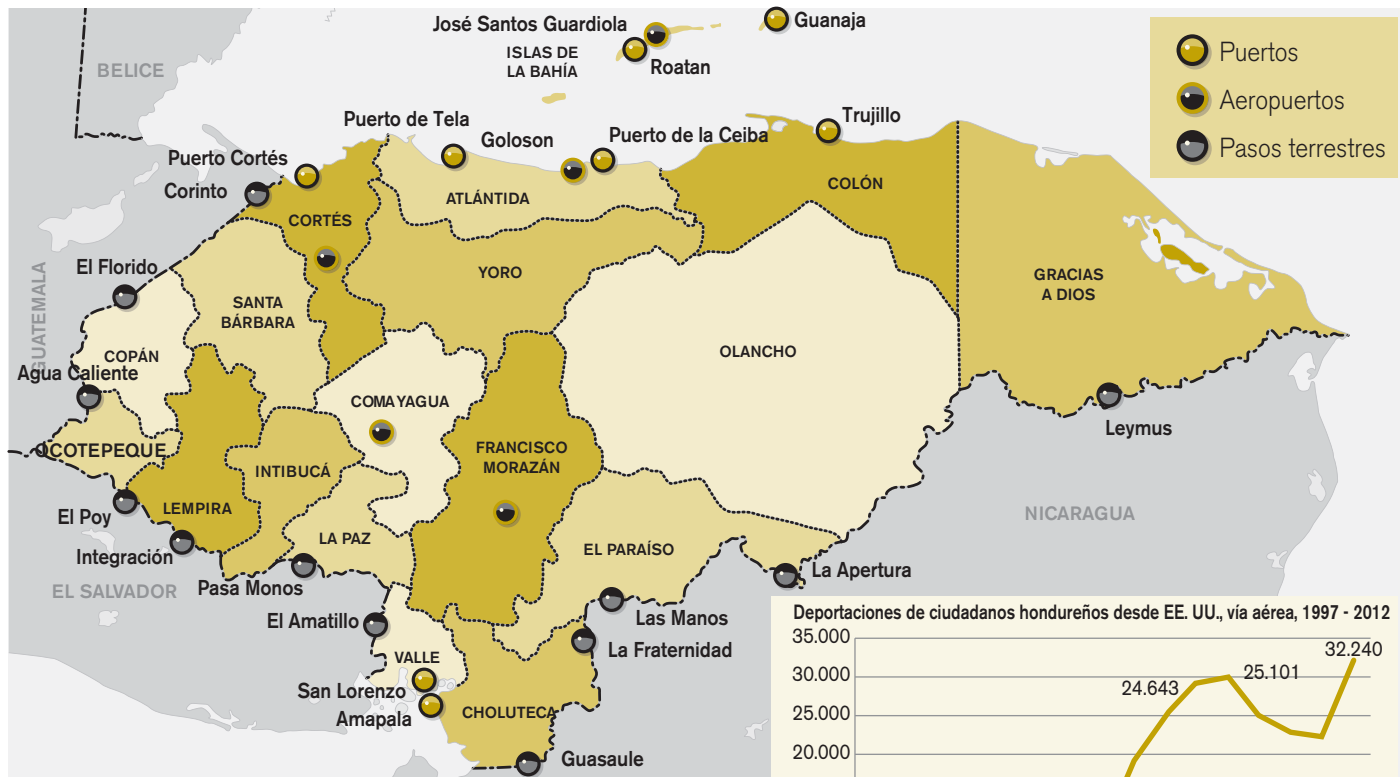 José Santos Guardiola
Guanaja
ISLAS DE
LA BAHÍA
Roatan
BELICE
Puertos
Aeropuertos
Pasos terrestres
Puerto de Tela
Goloson
Puerto de la Ceiba
Trujillo
Puerto Cortés
Corinto
ATLÁNTIDA
COLÓN
CORTÉS
El Florido
YORO
GRACIAS
A DIOS
SANTA
BÁRBARA
GUATEMALA
COPÁN
OLANCHO
Agua Caliente
COMAYAGUA
Leymus
OCOTEPEQUE
FRANCISCO
MORAZÁN
INTIBUCÁ
LEMPIRA
El Poy
NICARAGUA
LA PAZ
EL PARAÍSO
Integración
La Apertura
Pasa Monos
EL SALVADOR
El Amatillo
Las Manos
La Fraternidad
VALLE
San Lorenzo
Amapala
CHOLUTECA
Guasaule
Deportaciones de ciudadanos hondureños desde EE. UU., vía aérea, 1997 - 2012
35.000
32.240
30.000
24.643
25.101
25.000
20.000